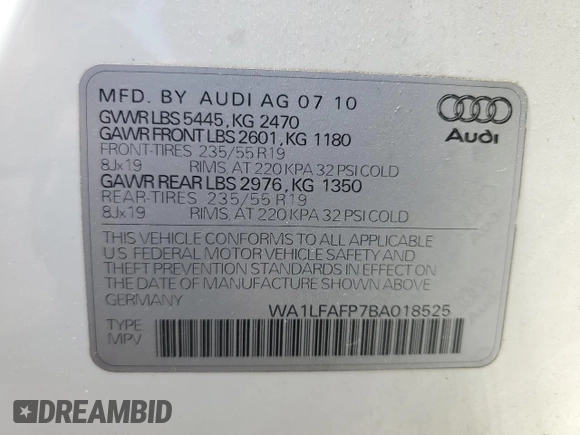 MFD. BY AUDI AG 07 10
GVWR LBS 5445, KG 2470
GAWR FRONT LBS 2601, KG 1180
FRONT-TIRES 235/55 R19
8Jx19 RIMS, AT 220 KPA 32 PSI COLD
GAWR REAR LBS 2976, KG 1350
REAR-TIRES 235/55 R19
8Jx19 RIMS, AT 220 KPA 32 PSI COLD
Audi
THIS VEHICLE CONFORMS TO ALL APPLICABLE
U.S FEDERAL MOTOR VEHICLE SAFETY AND
THEFT PREVENTION STANDARDS IN EFFECT ON
THE DATE OF MANUFACTURE SHOWN ABOVE
GERMANY
WA1LFAFP7BA018525
TYPE
MPV
DREAMBID